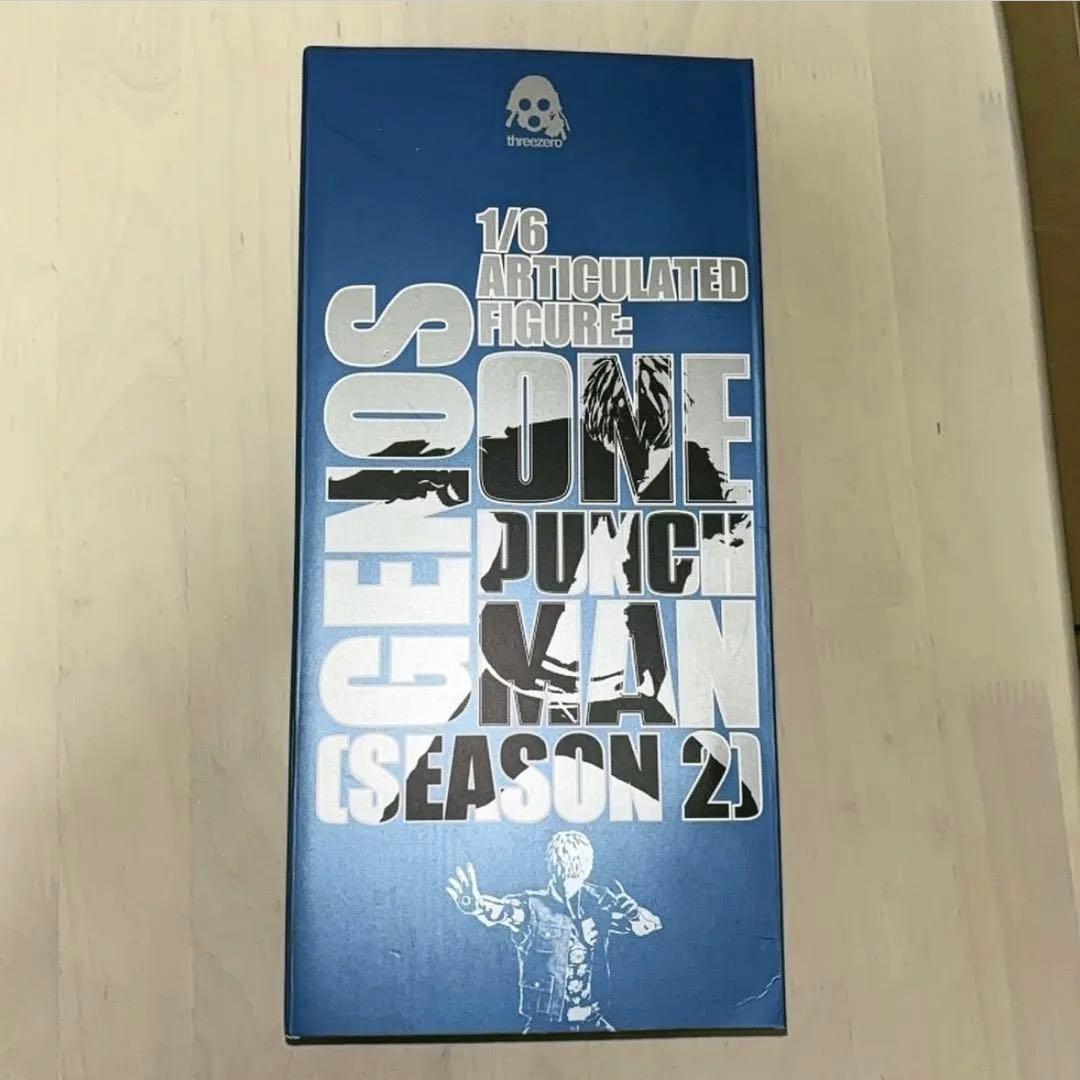 threezero
1/6
ARTICULATED
FIGURE:
GENOS
ONE
PUNCH
MAN
(SEASON 2)